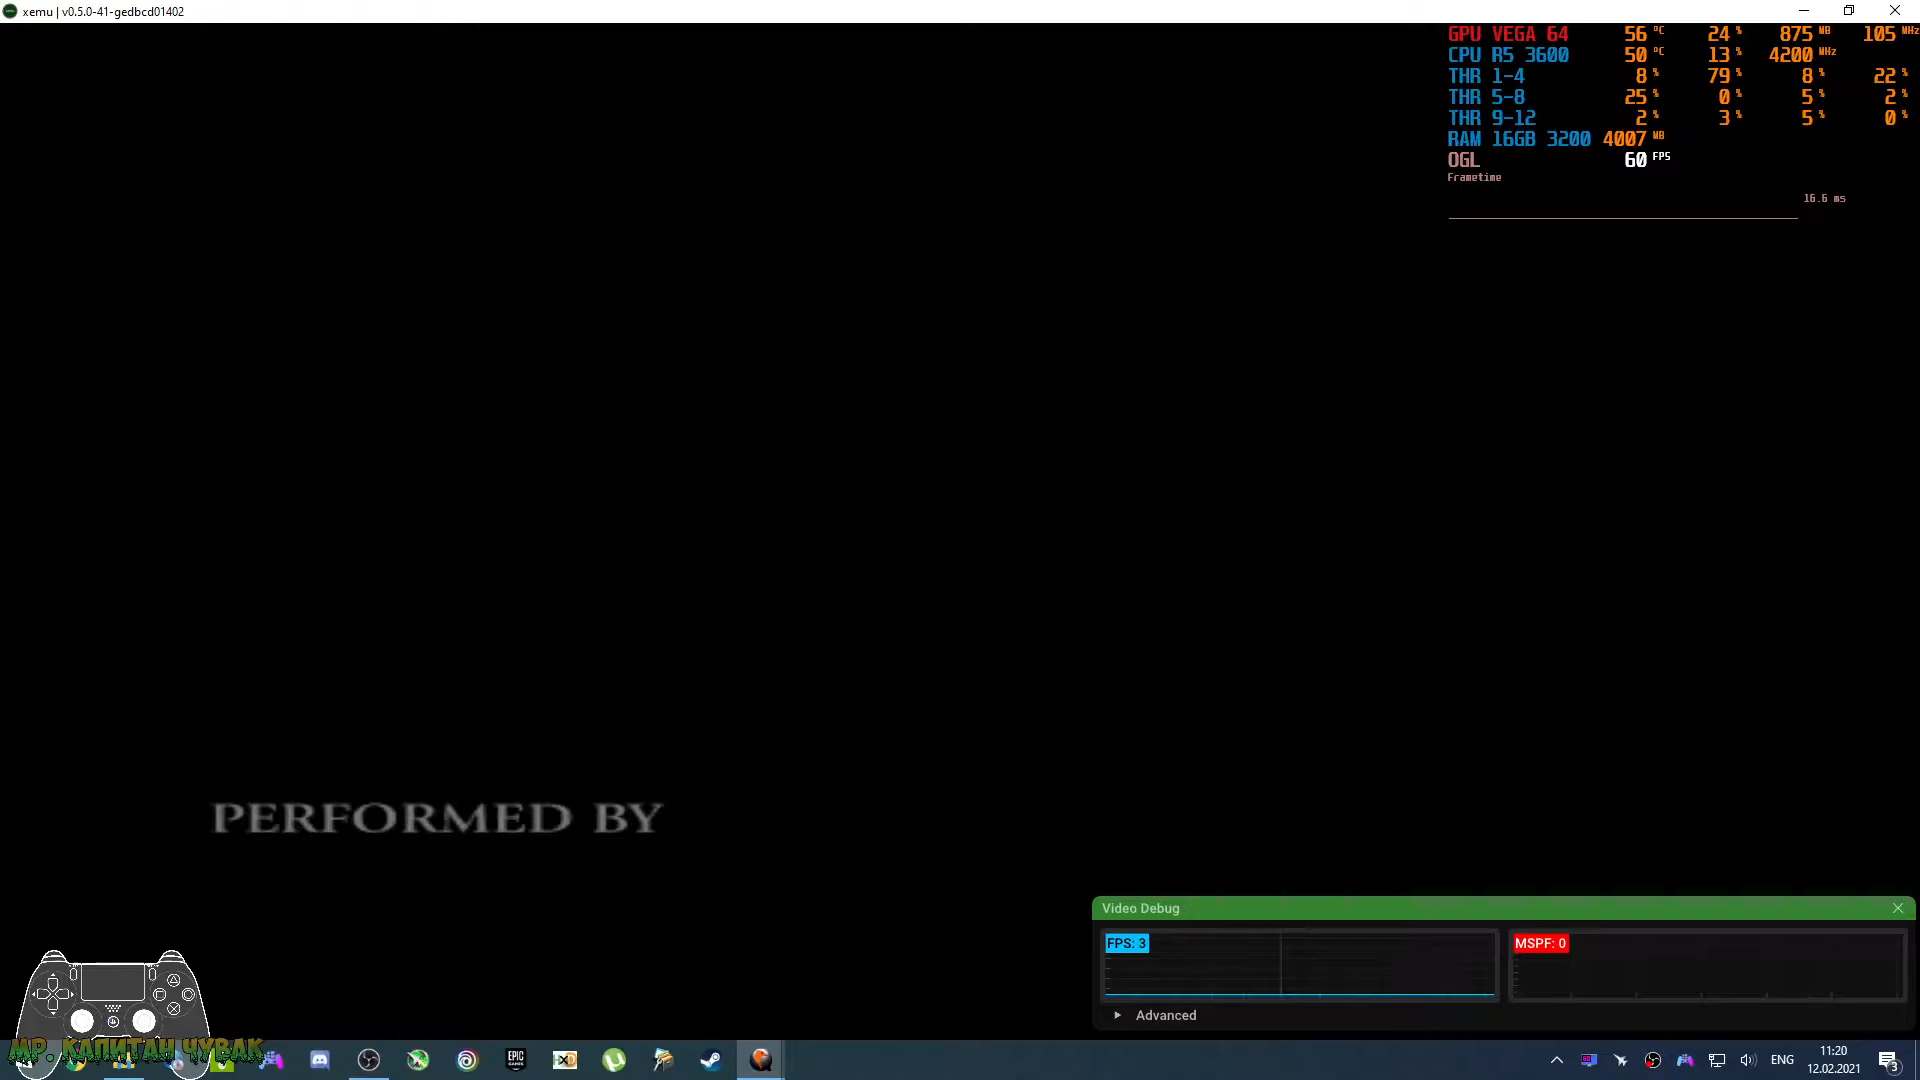 xemu | v0.5.0-41-gedbcd01402
GPU VEGA 64 56 °C 24 % 875 MB 105 MHz
CPU R5 3600 50 °C 13 % 4200 MHz
THR 1-4 8 % 79 % 8 % 22 %
THR 5-8 25 % 0 % 5 % 2 %
THR 9-12 2 % 3 % 5 % 0 %
RAM 16GB 3200 4007 MB
OGL 60 FPS
Frametime
16.6 ms
PERFORMED BY
Video Debug
FPS: 3
MSPF: 0
Advanced
МР. КАПИТАН ЧУВАК
EPIC GAMES
ENG
11:20
12.02.2021
3